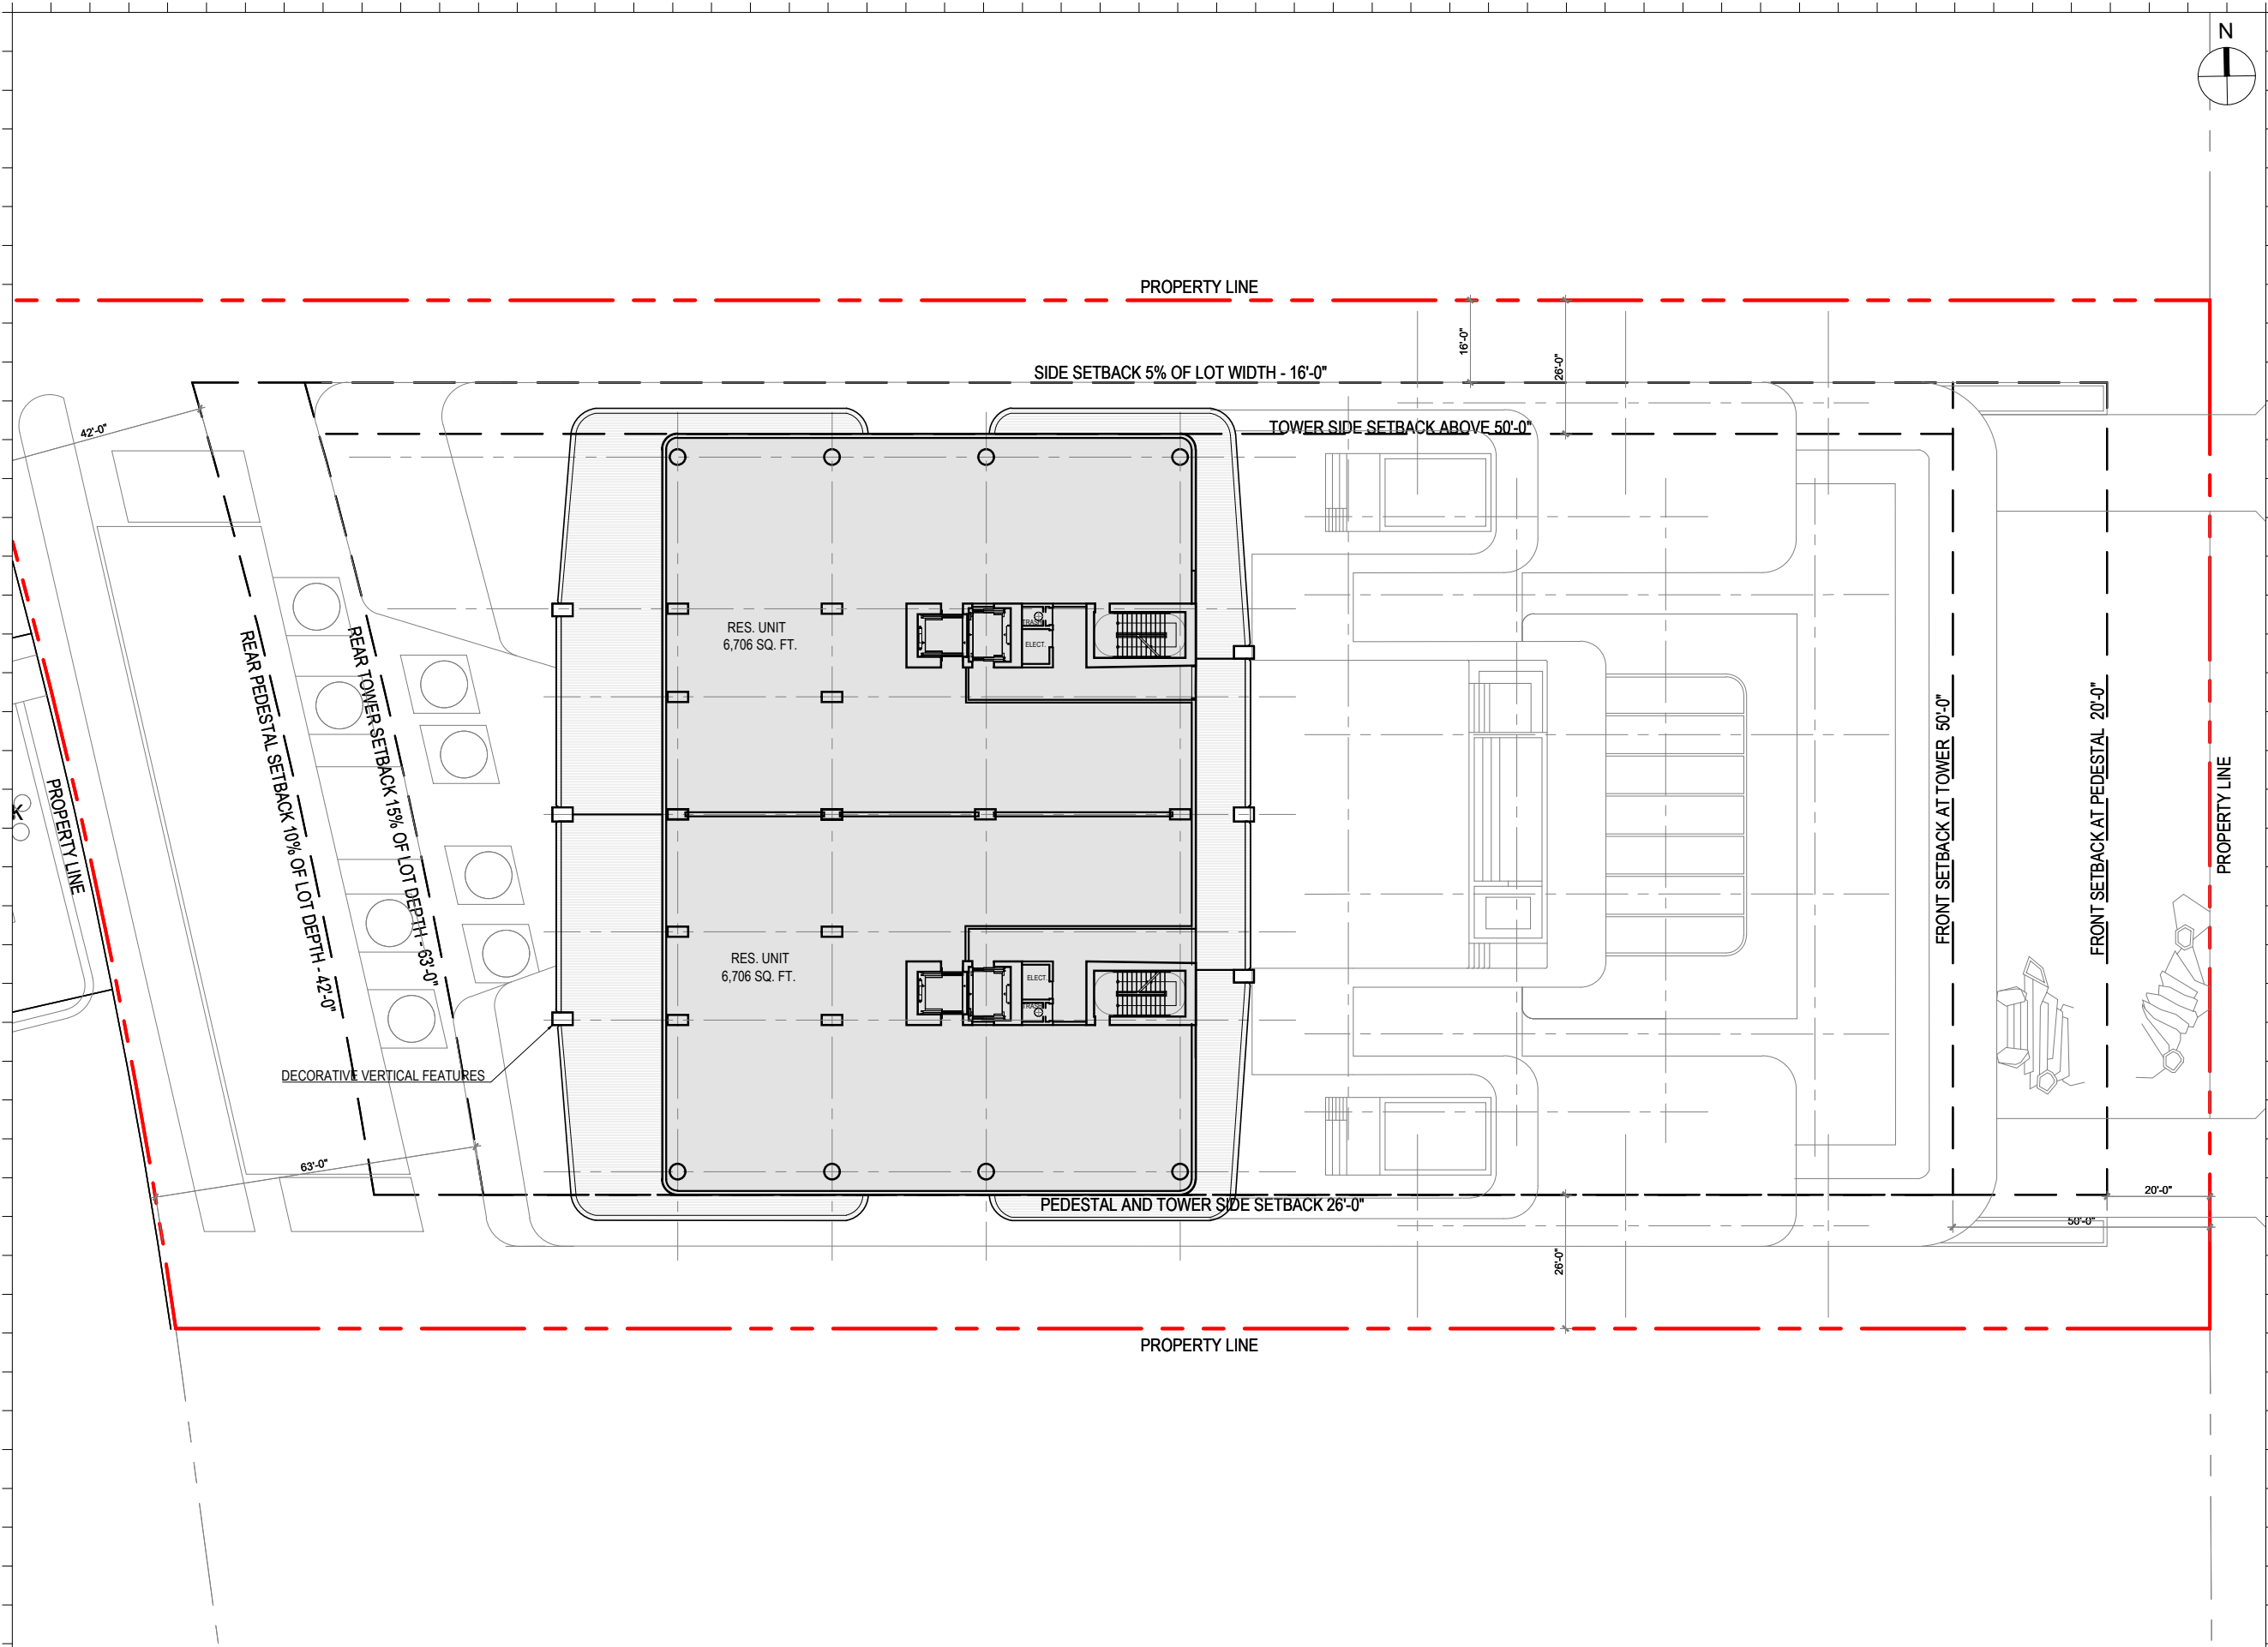 N
PROPERTY LINE
16'-0"
26'-0"
SIDE SETBACK 5% OF LOT WIDTH - 16'-0"
42'-0"
TOWER SIDE SETBACK ABOVE 50'-0"
RES. UNIT
6,706 SQ. FT.
TRASH
ELECT.
REAR PEDESTAL SETBACK 10% OF LOT DEPTH - 42'-0"
REAR TOWER SETBACK 15% OF LOT DEPTH - 63'-0"
PROPERTY LINE
K
FRONT SETBACK AT TOWER 50'-0"
FRONT SETBACK AT PEDESTAL 20'-0"
PROPERTY LINE
RES. UNIT
6,706 SQ. FT.
ELECT.
TRASH
DECORATIVE VERTICAL FEATURES
63'-0"
PEDESTAL AND TOWER SIDE SETBACK 26'-0"
20'-0"
50'-0"
26'-0"
PROPERTY LINE